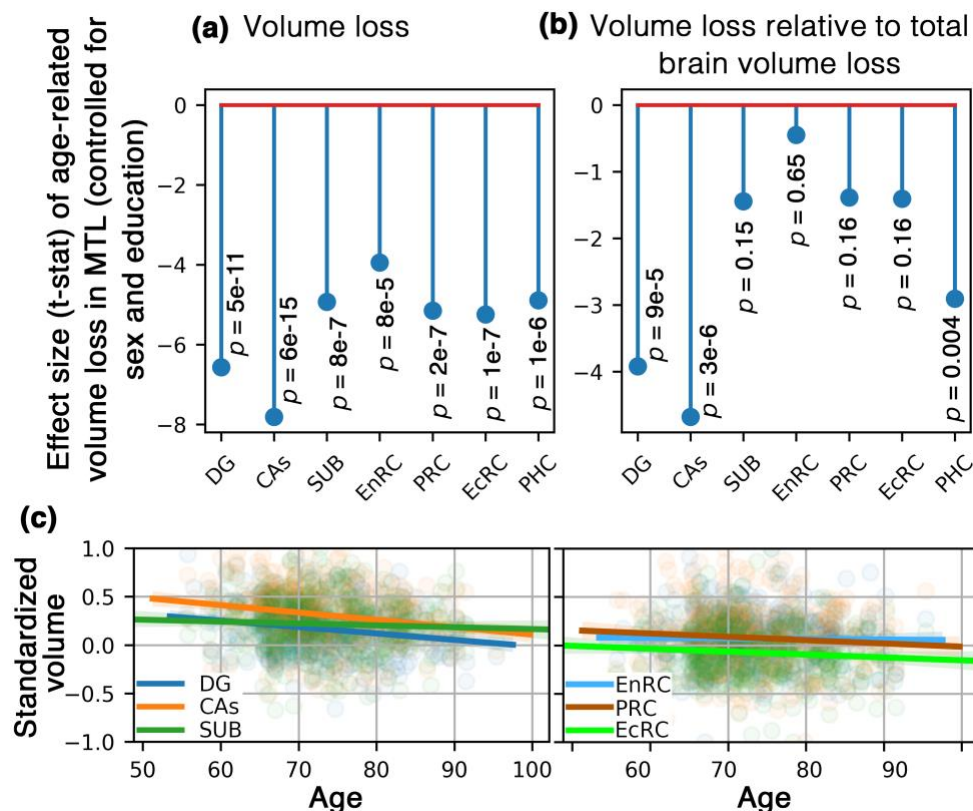 (a) Volume loss
(b) Volume loss relative to total
brain volume loss
Effect size (t-stat) of age-related
volume loss in MTL (controlled for
sex and education)
0
−2
−4
−6
−8
p = 5e-11
p = 6e-15
p = 8e-7
p = 8e-5
p = 2e-7
p = 1e-7
p = 1e-6
DG
CAs
SUB
EnRC
PRC
EcRC
PHC
0
−1
−2
−3
−4
p = 9e-5
p = 3e-6
p = 0.15
p = 0.65
p = 0.16
p = 0.16
p = 0.004
DG
CAs
SUB
EnRC
PRC
EcRC
PHC
(c)
Standardized
volume
1.0
0.5
0.0
−0.5
−1.0
DG
CAs
SUB
50 60 70 80 90 100
Age
EnRC
PRC
EcRC
60 70 80 90
Age